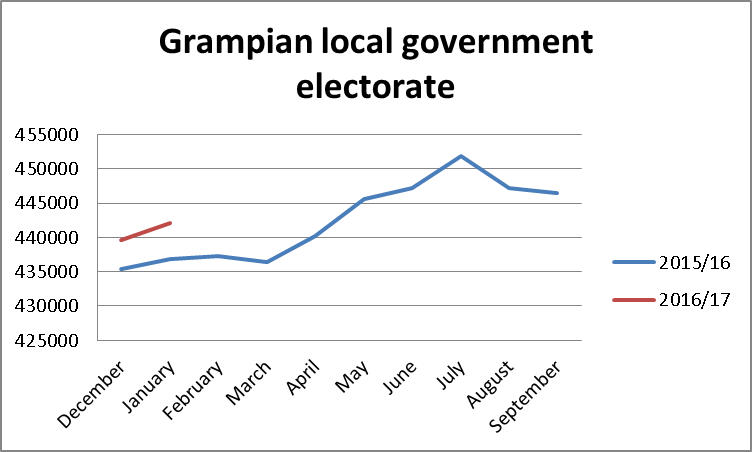 Grampian local government
electorate
455000
450000
445000
440000
435000
430000
425000
December
January
February
March
April
May
June
July
August
September
2015/16
2016/17